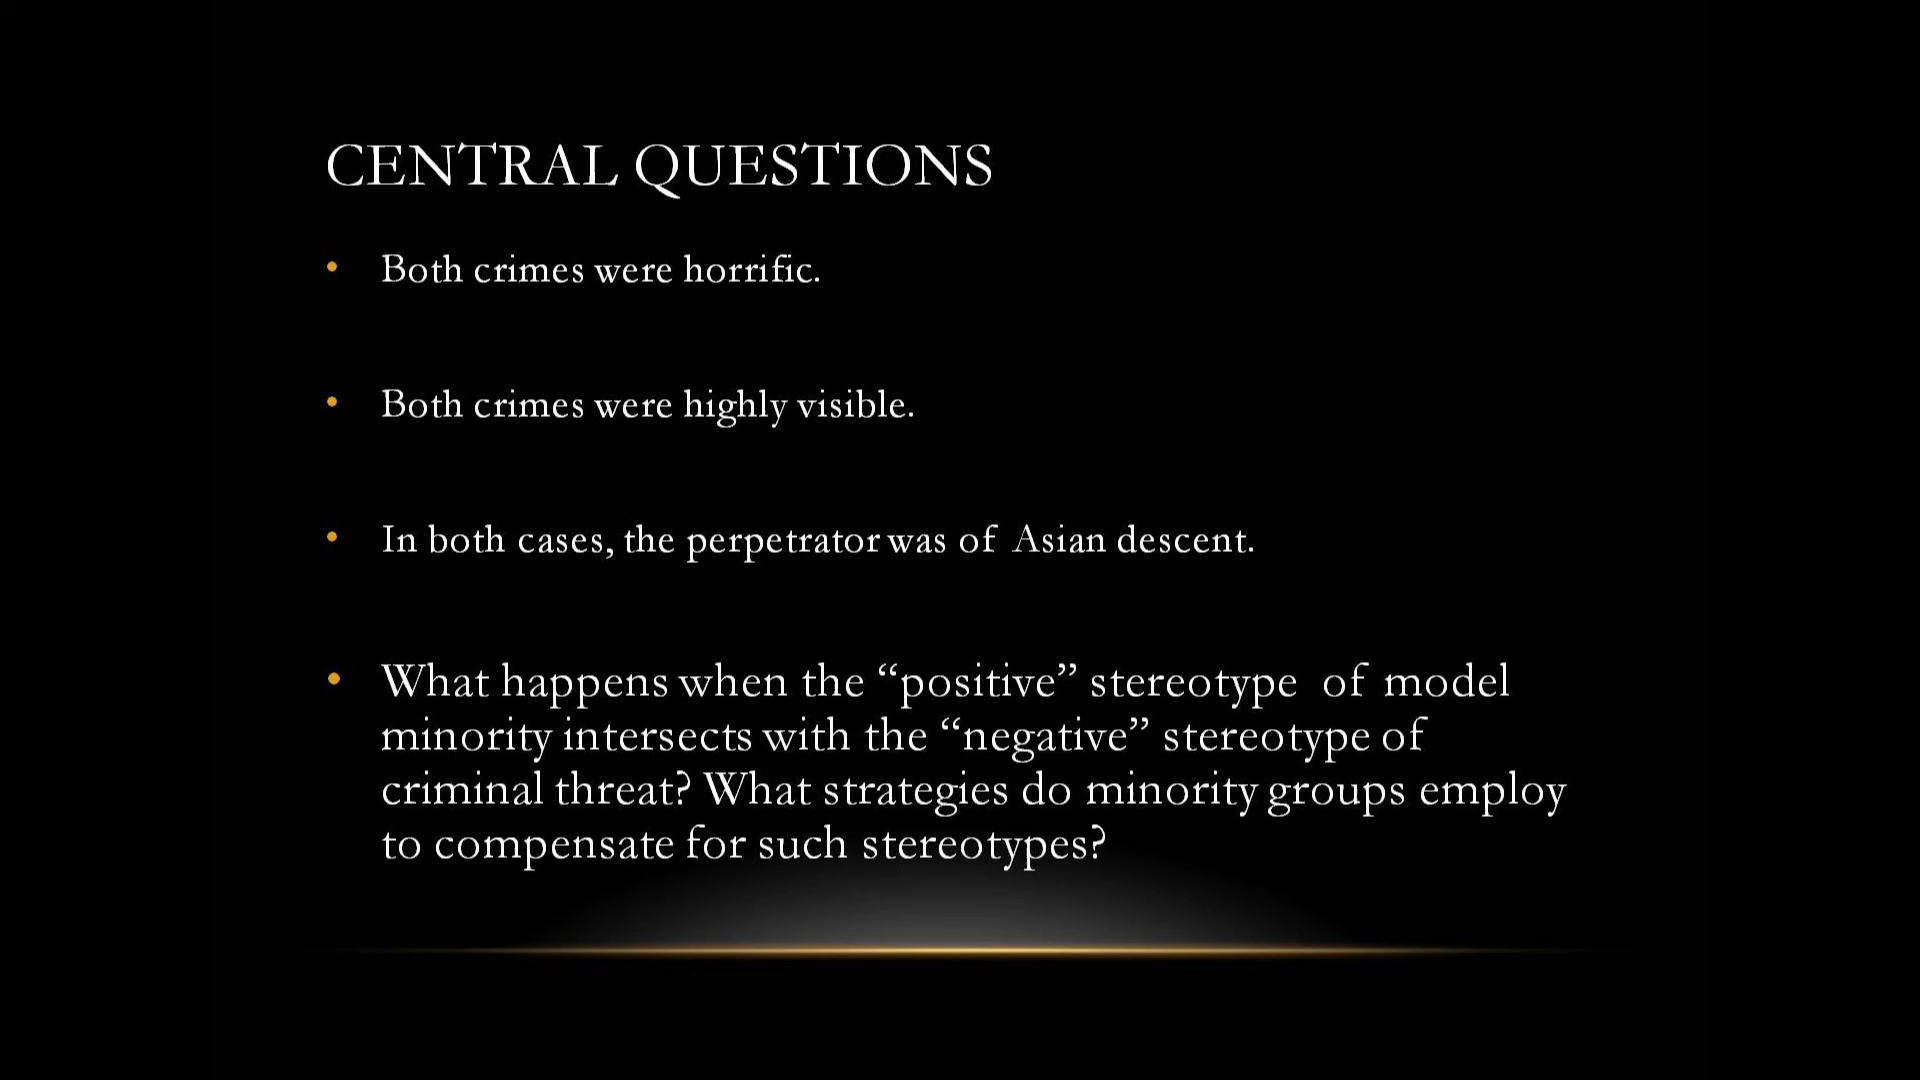 CENTRAL QUESTIONS
• Both crimes were horrific.
• Both crimes were highly visible.
• In both cases, the perpetrator was of Asian descent.
• What happens when the “positive” stereotype of model
minority intersects with the “negative” stereotype of
criminal threat? What strategies do minority groups employ
to compensate for such stereotypes?